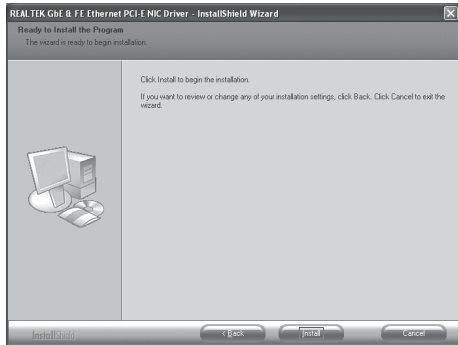 REALTEK GbE & FE Ethernet PCI-E NIC Driver - InstallShield Wizard
Ready to Install the Program
The wizard is ready to begin installation.
Click Install to begin the installation.
If you want to review or change any of your installation settings, click Back. Click Cancel to exit the
wizard.
InstallShield
< Back
Install
Cancel